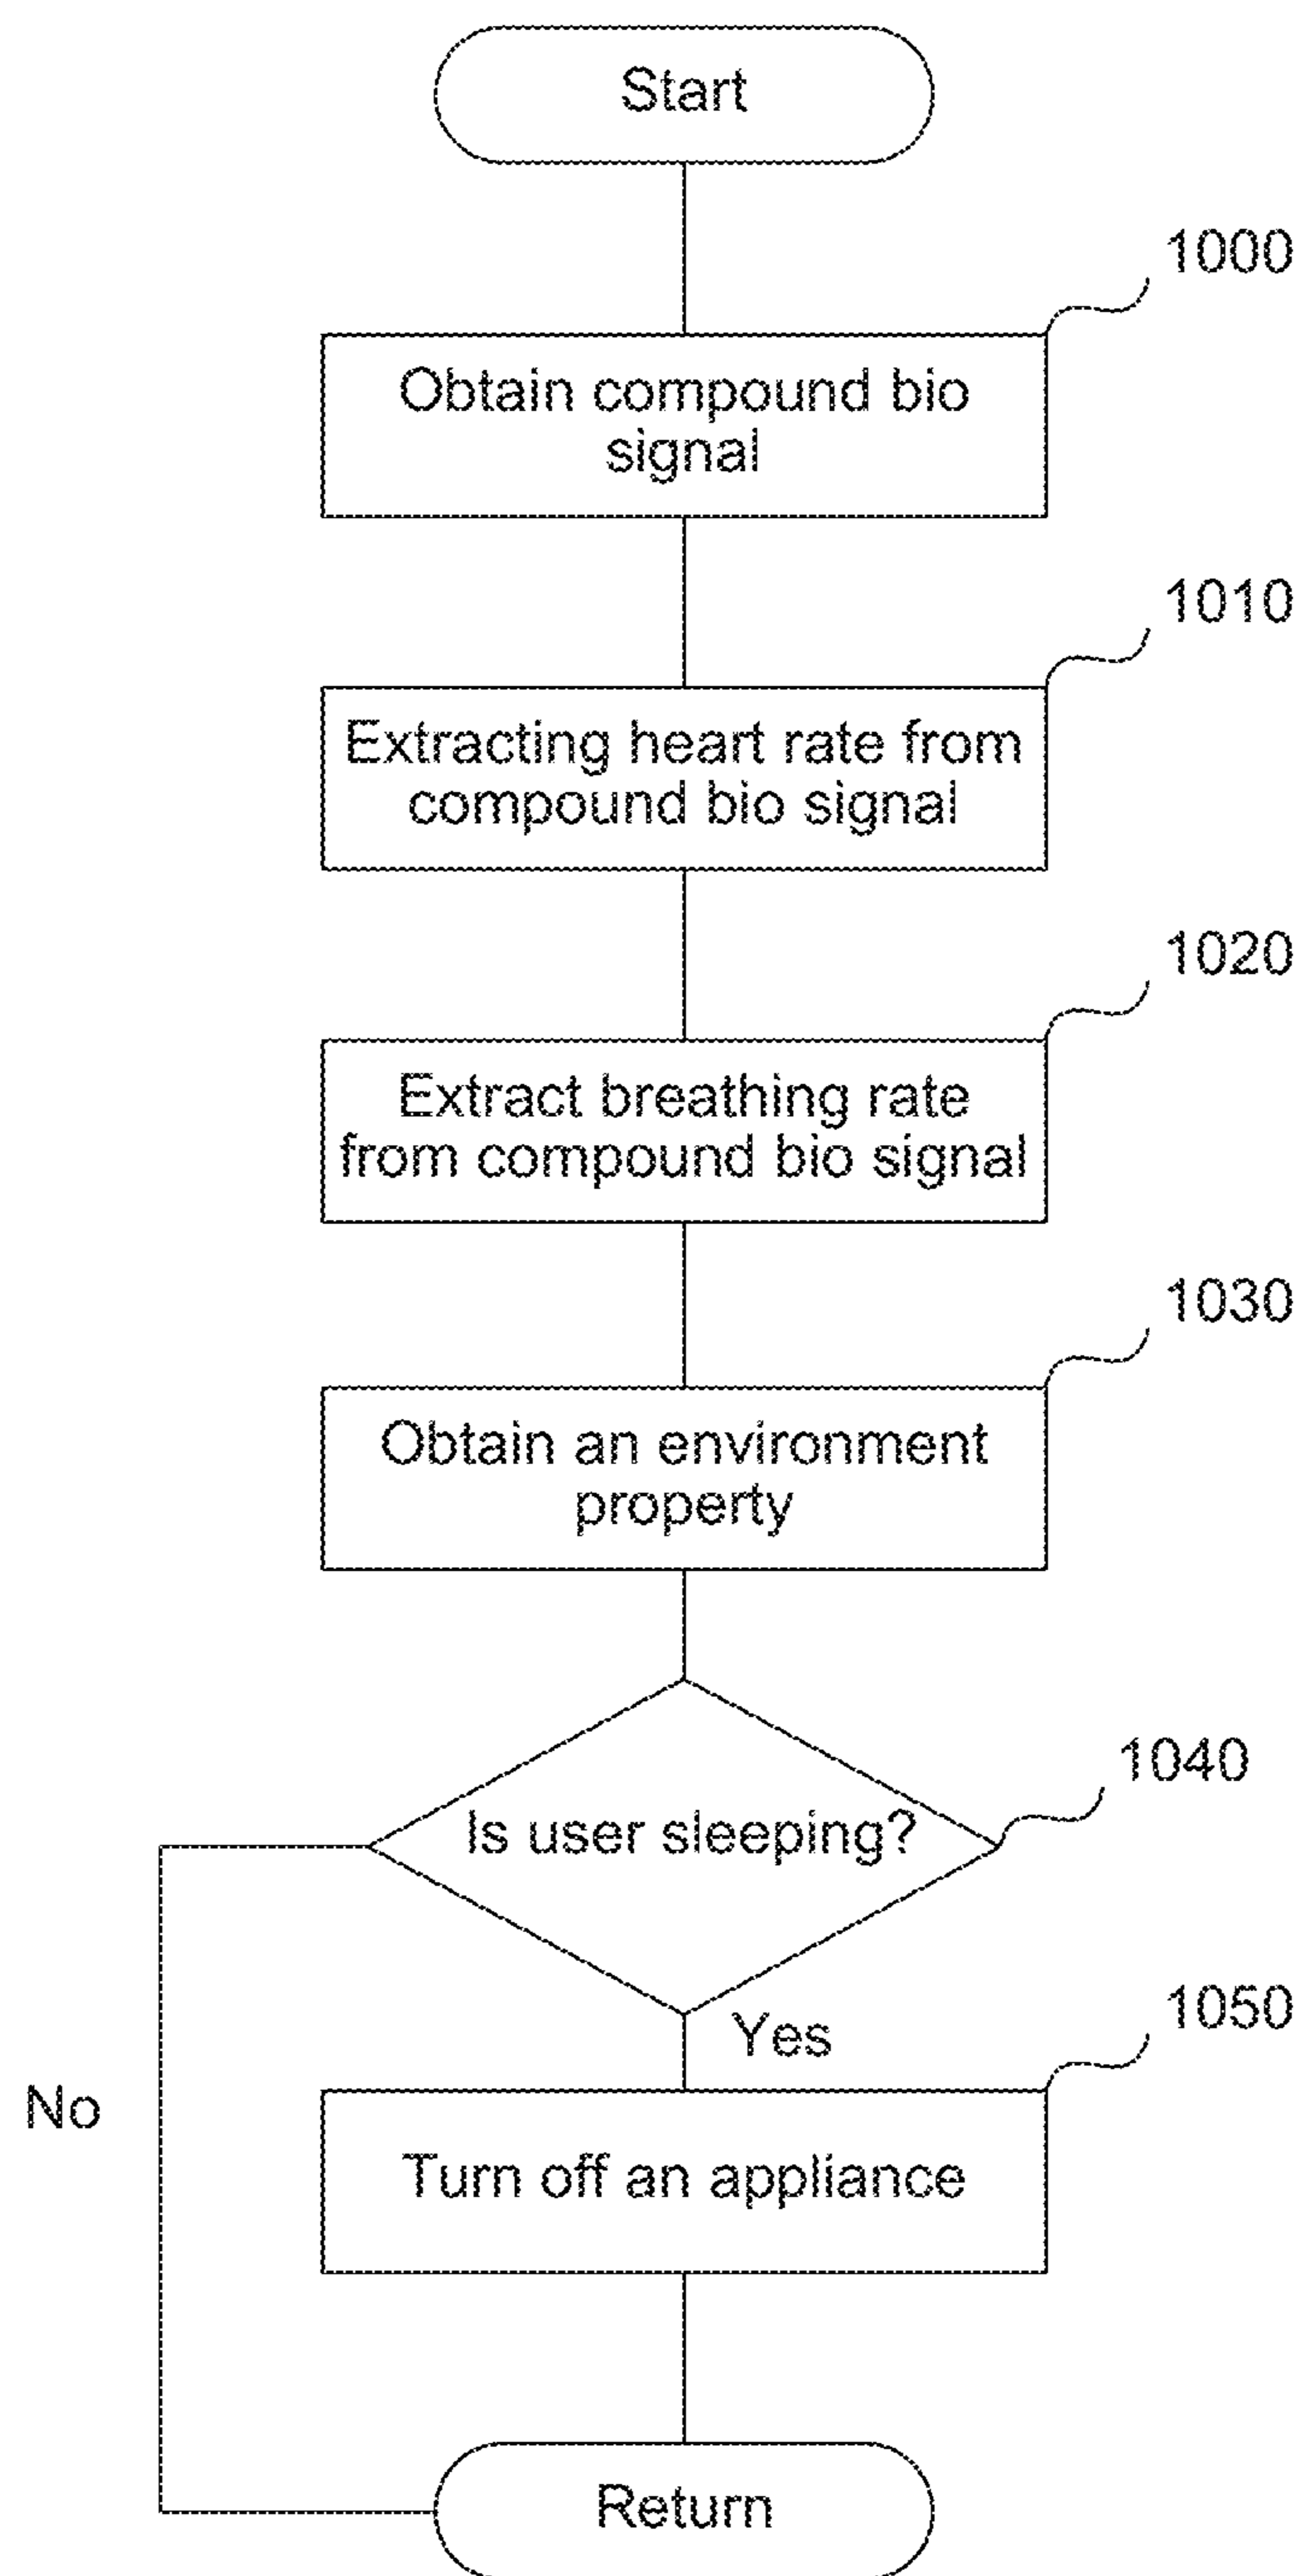 Start
1000
Obtain compound bio
signal
1010
Extracting heart rate from
compound bio signal
1020
Extract breathing rate
from compound bio signal
1030
Obtain an environment
property
1040
Is user sleeping?
Yes
1050
No
Turn off an appliance
Return